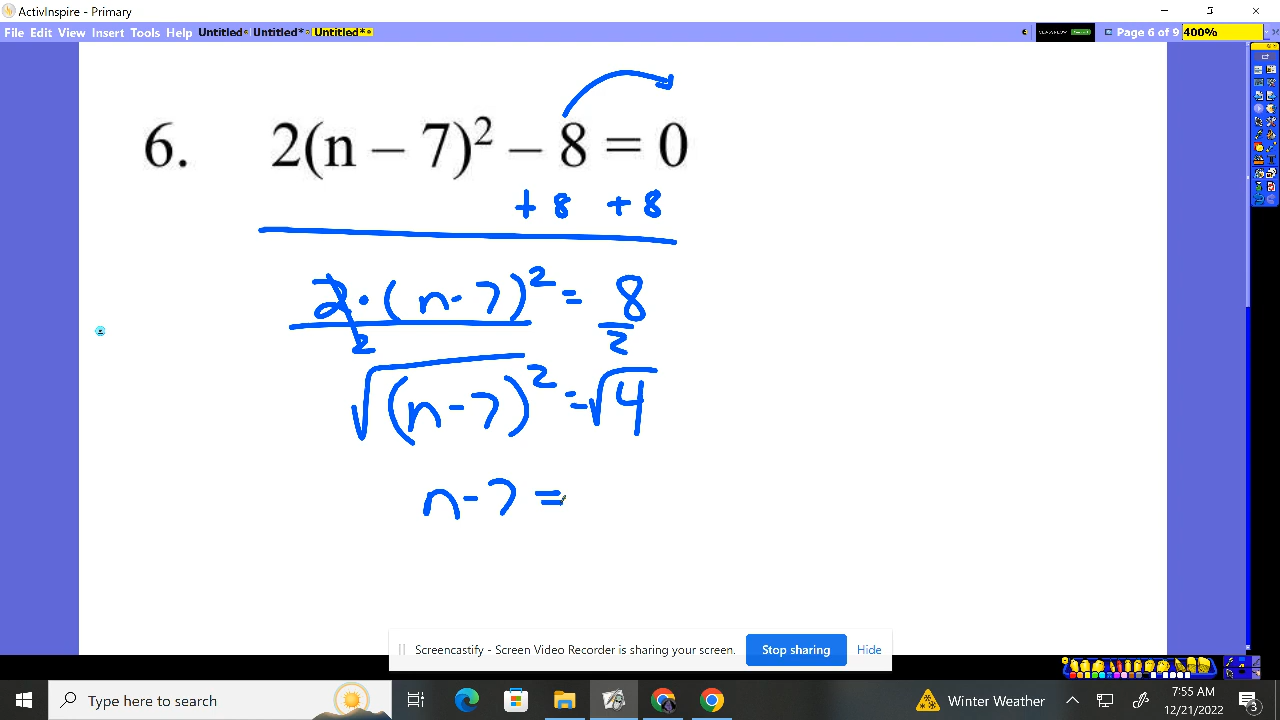 ActivInspire - Primary
File Edit View Insert Tools Help Untitled Untitled* Untitled* Page 6 of 9 400%
6. 2(n – 7)² – 8 = 0
+ 8 + 8
2 · (n - 7)² = 8
2 2
√(n - 7)² = √4
n - 7 =
Screencastify - Screen Video Recorder is sharing your screen. Stop sharing Hide
Type here to search Winter Weather 7:55 AM
12/21/2022 3